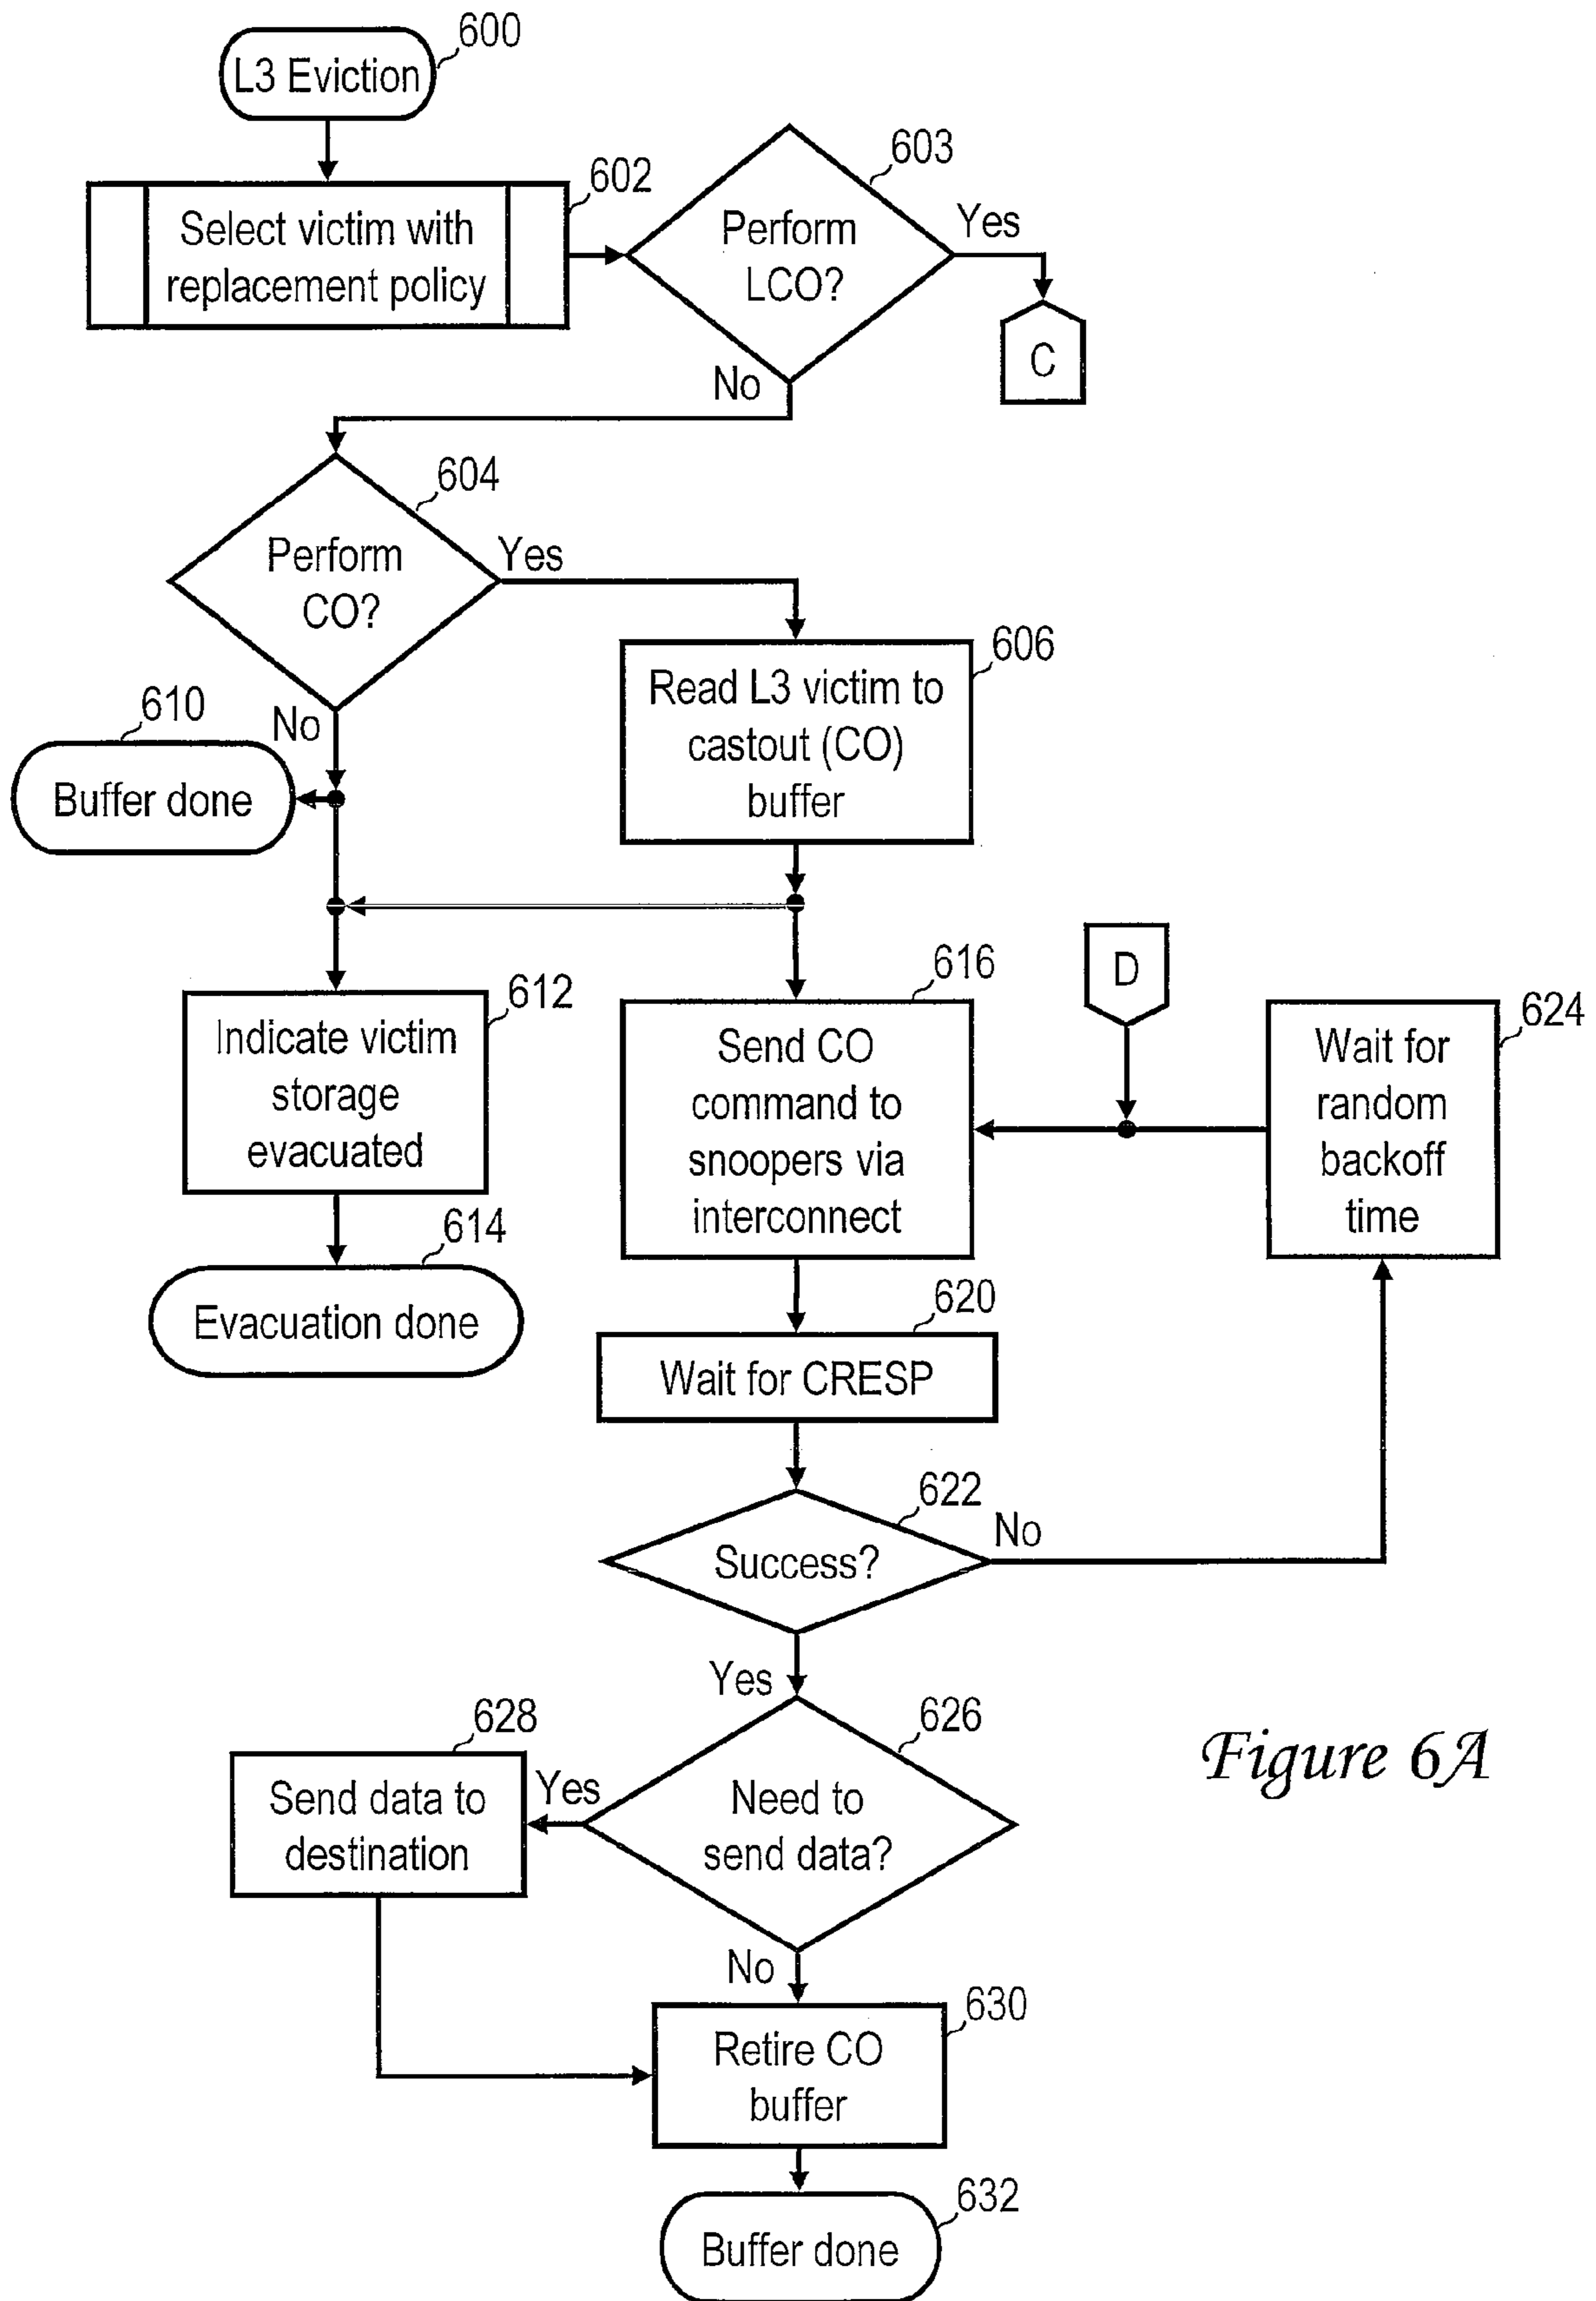 600
L3 Eviction
602
Select victim with
replacement policy
603
Perform
LCO?
Yes
C
No
604
Perform
CO?
Yes
606
Read L3 victim to
castout (CO)
buffer
No
610
Buffer done
612
Indicate victim
storage
evacuated
614
Evacuation done
616
Send CO
command to
snoopers via
interconnect
D
624
Wait for
random
backoff
time
620
Wait for CRESP
622
Success?
No
Yes
626
Need to
send data?
Yes
628
Send data to
destination
No
630
Retire CO
buffer
632
Buffer done
Figure 6A